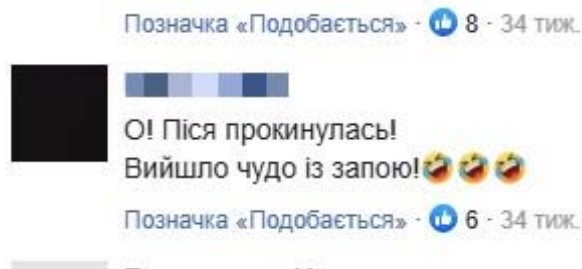 Позначка «Подобається» · 8 · 34 тиж.
О! Піся прокинулась!
Вийшло чудо із запою!🤣🤣🤣
Позначка «Подобається» · 6 · 34 тиж.